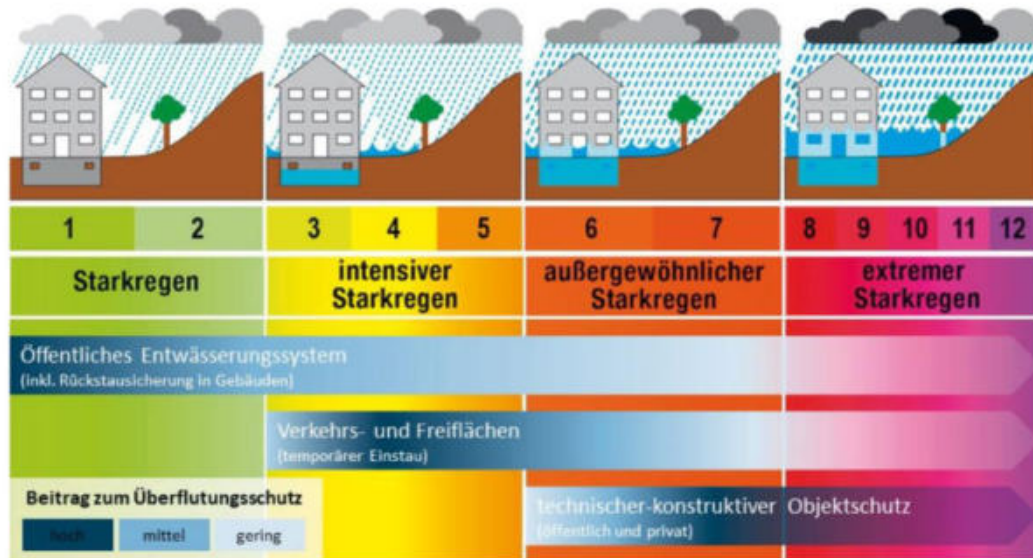 1 2 3 4 5 6 7 8 9 10 11 12
Starkregen
intensiver
Starkregen
außergewöhnlicher
Starkregen
extremer
Starkregen
Öffentliches Entwässerungssystem
(inkl. Rückstausicherung in Gebäuden)
Verkehrs- und Freiflächen
(temporärer Einstau)
technischer-konstruktiver Objektschutz
(öffentlich und privat)
Beitrag zum Überflutungsschutz
hoch mittel gering